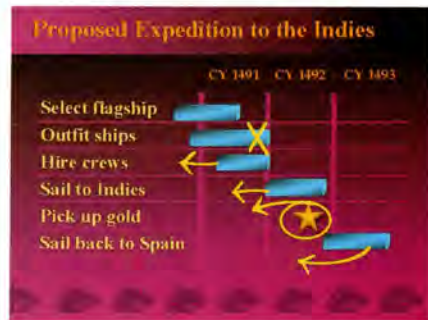 Proposed Expedition to the Indies
CY 1491 CY 1492 CY 1493
Select flagship
Outfit ships
Hire crews
Sail to Indies
Pick up gold
Sail back to Spain